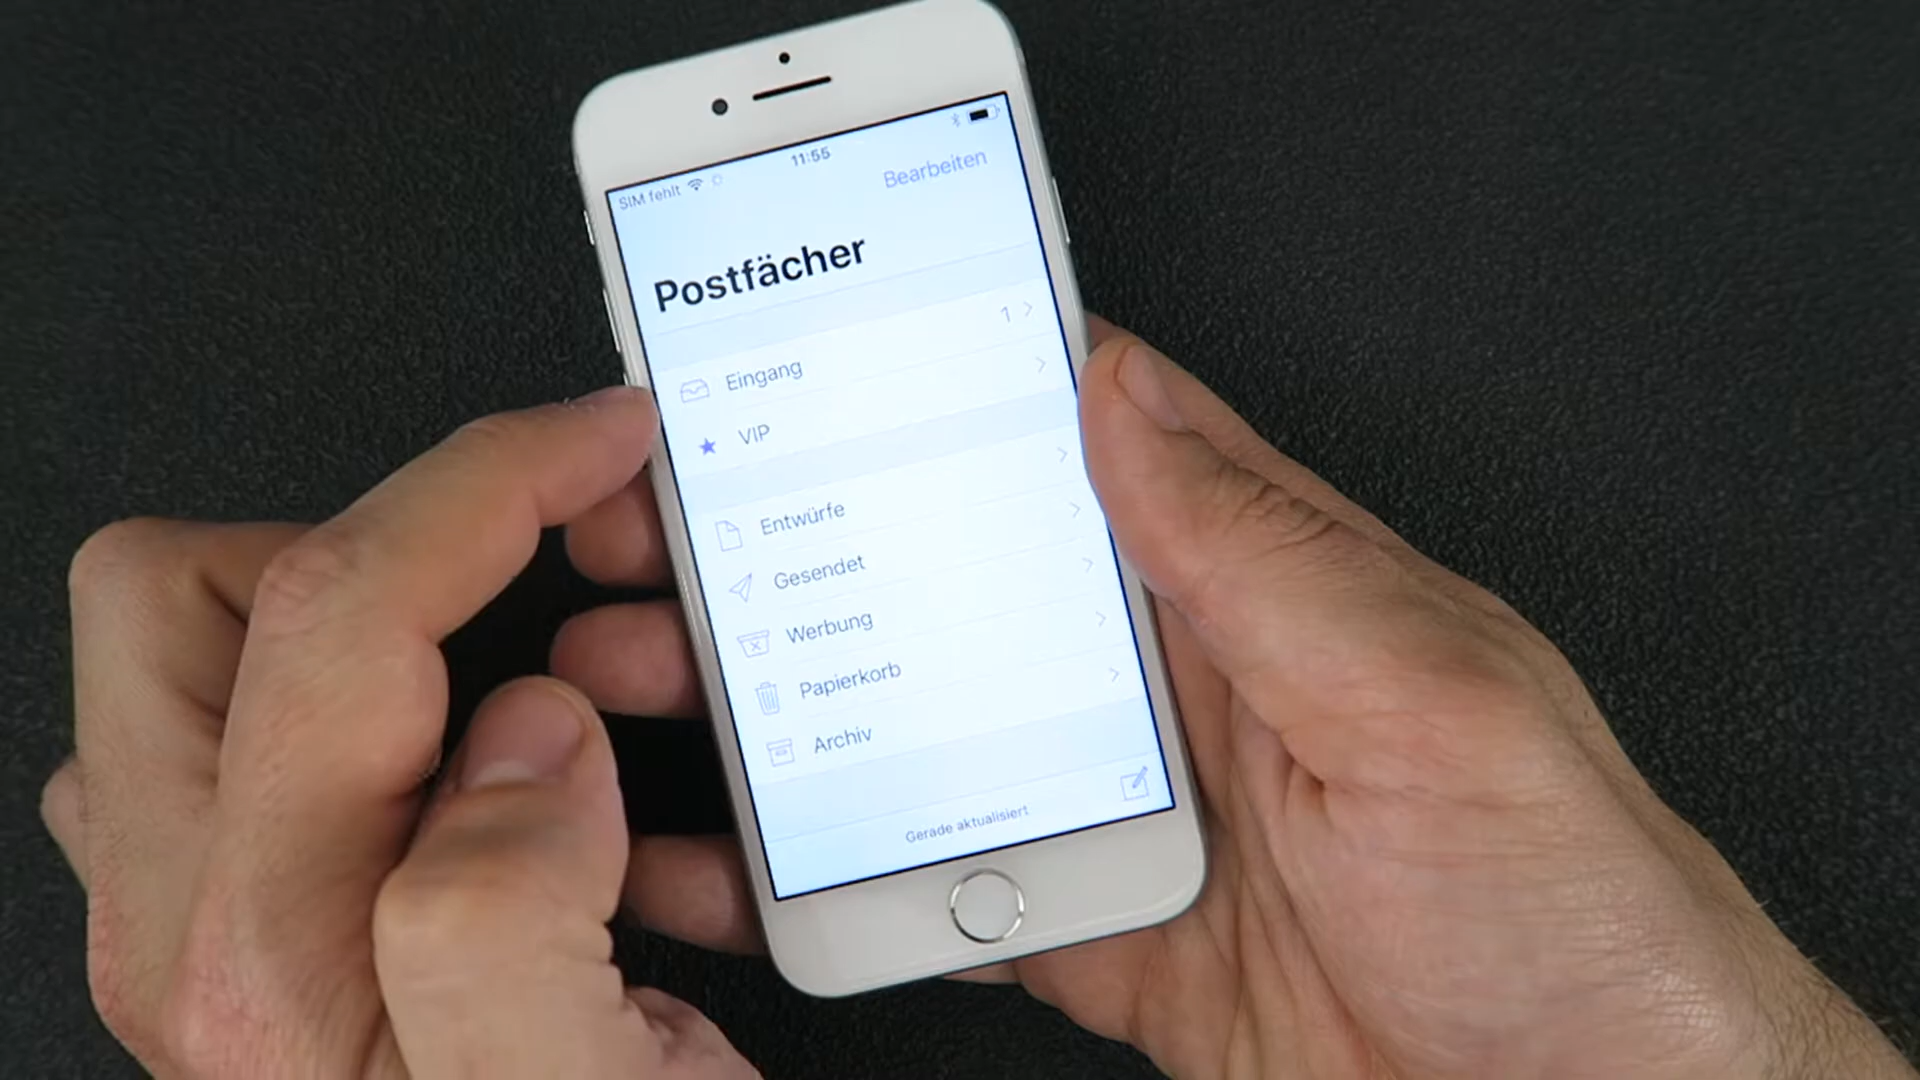 SIM fehlt
11:55
Bearbeiten
Postfächer
Eingang 1
VIP
Entwürfe
Gesendet
Werbung
Papierkorb
Archiv
Gerade aktualisiert